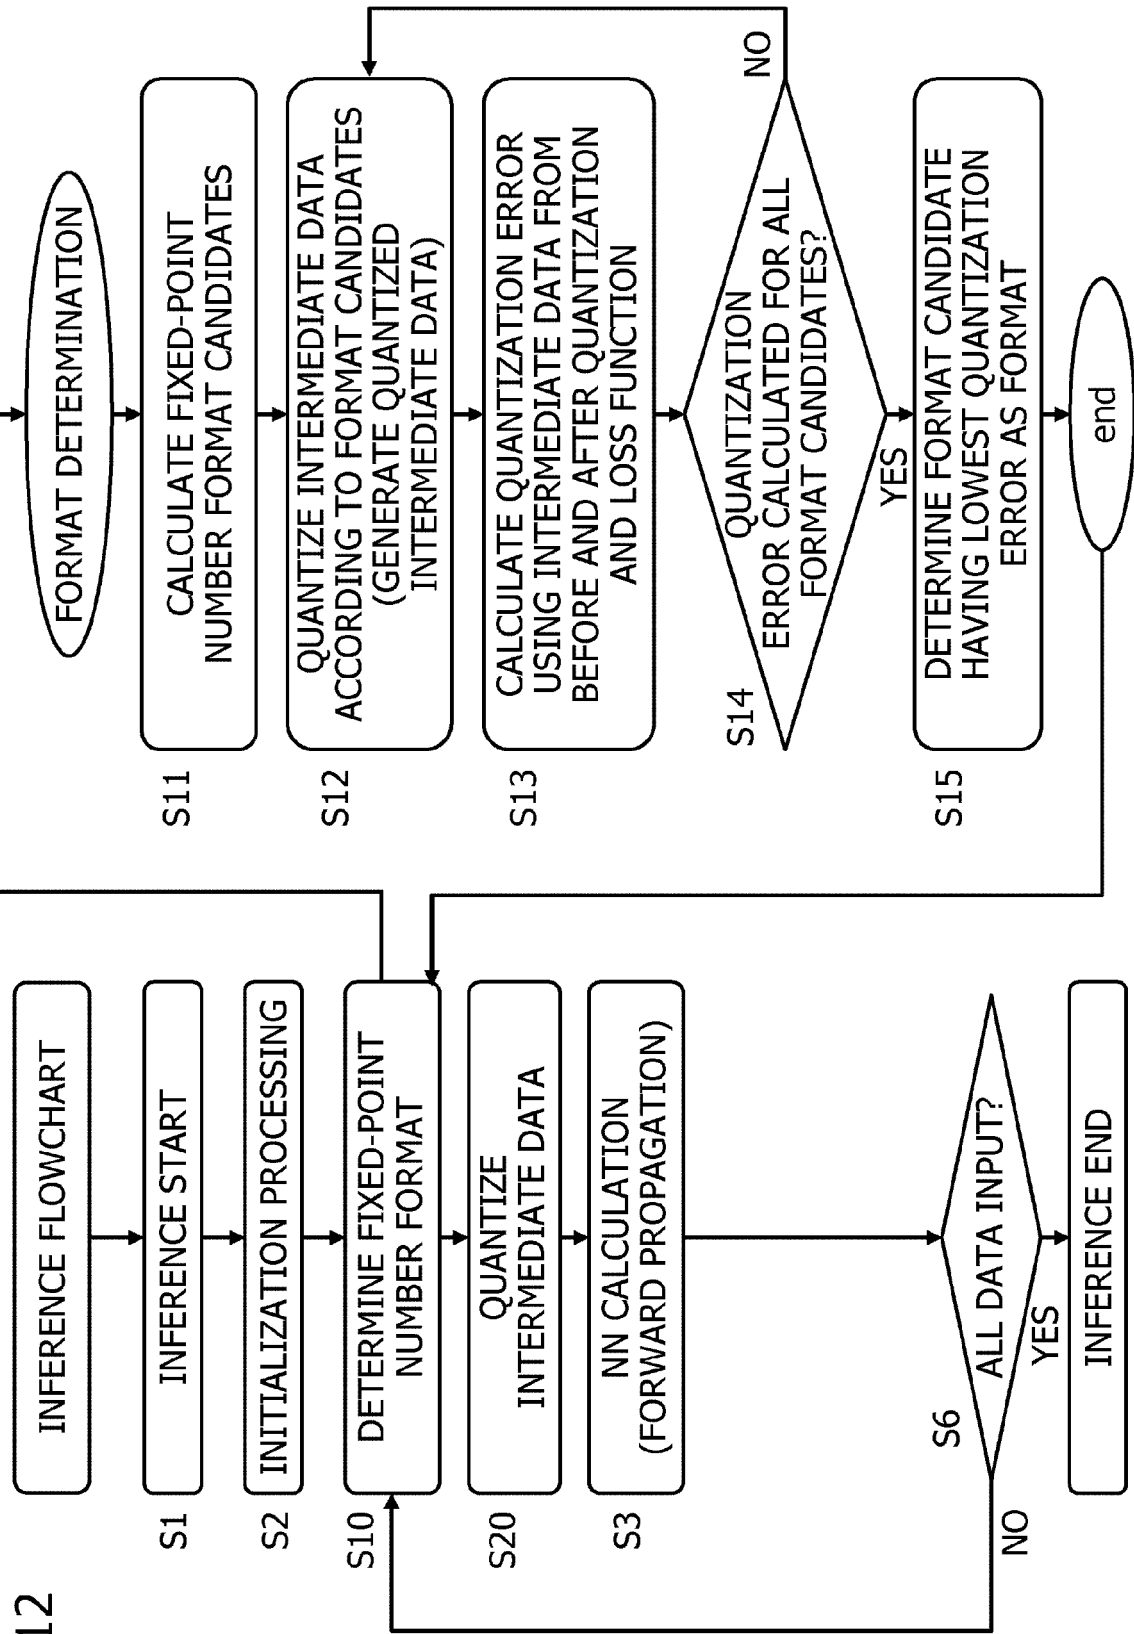 12
INFERENCE FLOWCHART
S1
INFERENCE START
S2
INITIALIZATION PROCESSING
S10
DETERMINE FIXED-POINT
NUMBER FORMAT
S20
QUANTIZE
INTERMEDIATE DATA
S3
NN CALCULATION
(FORWARD PROPAGATION)
S6
ALL DATA INPUT?
NO
YES
INFERENCE END
FORMAT DETERMINATION
S11
CALCULATE FIXED-POINT
NUMBER FORMAT CANDIDATES
S12
QUANTIZE INTERMEDIATE DATA
ACCORDING TO FORMAT CANDIDATES
(GENERATE QUANTIZED
INTERMEDIATE DATA)
S13
CALCULATE QUANTIZATION ERROR
USING INTERMEDIATE DATA FROM
BEFORE AND AFTER QUANTIZATION
AND LOSS FUNCTION
S14
QUANTIZATION
ERROR CALCULATED FOR ALL
FORMAT CANDIDATES?
NO
YES
S15
DETERMINE FORMAT CANDIDATE
HAVING LOWEST QUANTIZATION
ERROR AS FORMAT
end